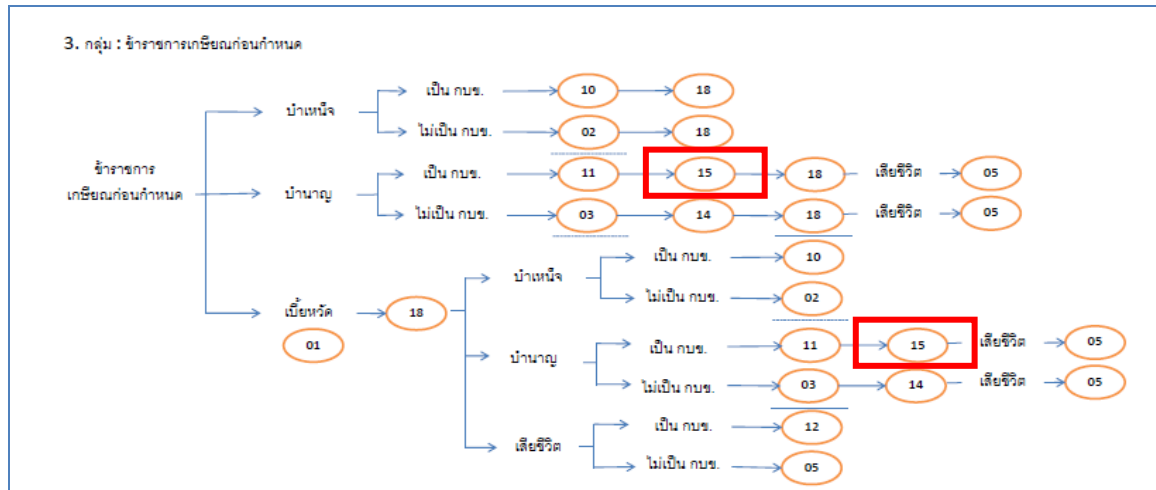 3. กลุ่ม : ข้าราชการเกษียณก่อนกำหนด
บำเหน็จ
เป็น กบข.
10
18
ไม่เป็น กบข.
02
18
ข้าราชการ
เกษียณก่อนกำหนด
บำนาญ
เป็น กบข.
11
15
18
เสียชีวิต
05
ไม่เป็น กบข.
03
14
18
เสียชีวิต
05
เบี้ยหวัด
01
18
บำเหน็จ
เป็น กบข.
10
ไม่เป็น กบข.
02
บำนาญ
เป็น กบข.
11
15
เสียชีวิต
05
ไม่เป็น กบข.
03
14
เสียชีวิต
05
เสียชีวิต
เป็น กบข.
12
ไม่เป็น กบข.
05